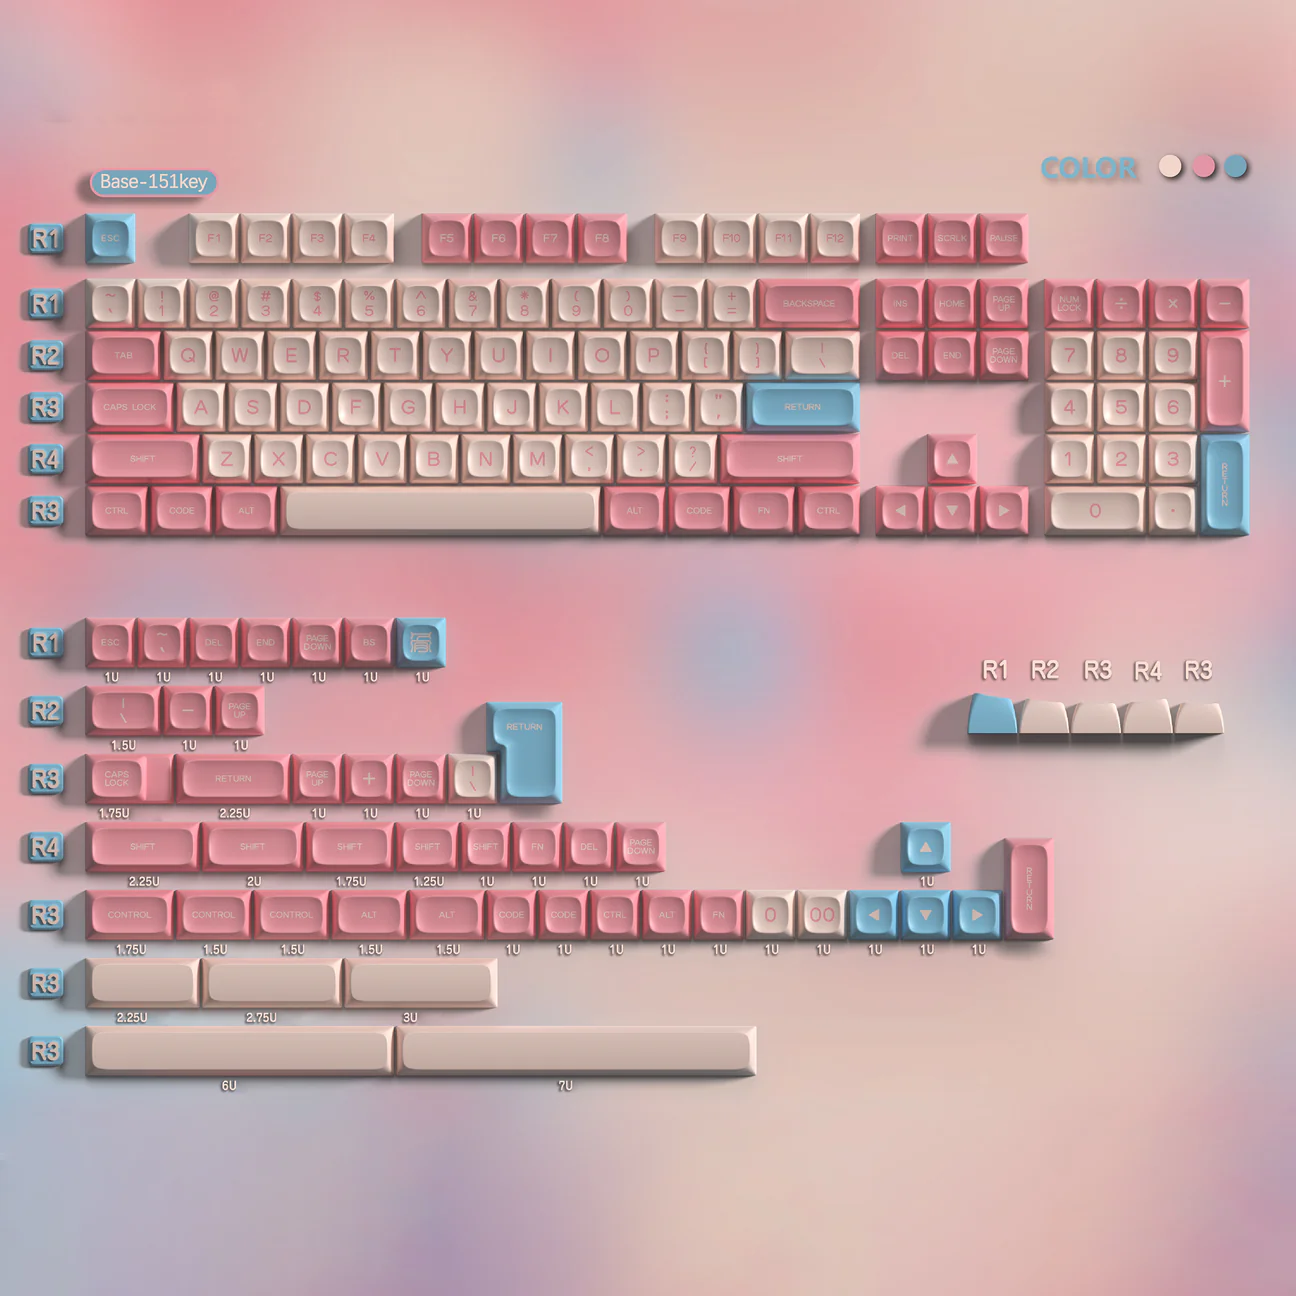 COLOR
Base-151key
R1 ESC F1 F2 F3 F4 F5 F6 F7 F8 F9 F10 F11 F12 PRINT SCRLK PAUSE
R1 ~ ` ! 1 @ 2 # 3 $ 4 % 5 ^ 6 & 7 * 8 ( 9 ) 0 — - + = BACKSPACE INS HOME PAGE UP NUM LOCK ÷ × −
R2 TAB Q W E R T Y U I O P { [ } ] | \ DEL END PAGE DOWN 7 8 9 +
R3 CAPS LOCK A S D F G H J K L : ; " , RETURN 4 5 6
R4 SHIFT Z X C V B N M < , > . ? / SHIFT ▲ 1 2 3 RETURN
R3 CTRL CODE ALT ALT CODE FN CTRL ◀ ▼ ▶ 0 .
R1 ESC ~ \ DEL END PAGE DOWN BS
1U 1U 1U 1U 1U 1U 1U
R1 R2 R3 R4 R3
R2 | \ — PAGE UP
1.5U 1U 1U
RETURN
R3 CAPS LOCK RETURN PAGE UP + PAGE DOWN | \
1.75U 2.25U 1U 1U 1U 1U
R4 SHIFT SHIFT SHIFT SHIFT SHIFT FN DEL PAGE DOWN ▲
2.25U 2U 1.75U 1.25U 1U 1U 1U 1U 1U
RETURN
R3 CONTROL CONTROL CONTROL ALT ALT CODE CODE CTRL ALT FN 0 00 ◀ ▼ ▶
1.75U 1.5U 1.5U 1.5U 1.5U 1U 1U 1U 1U 1U 1U 1U 1U 1U 1U
R3
2.25U 2.75U 3U
R3
6U 7U